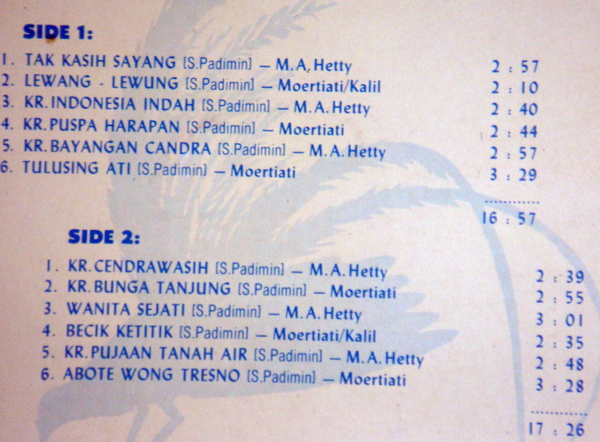 SIDE 1:
1. TAK KASIH SAYANG [S.Padimin] – M.A, Hetty 2 : 57
2. LEWANG - LEWUNG [S.Padimin] – Moertiati/Kalil 2 : 10
3. KR. INDONESIA INDAH [S.Padimin] – M.A. Hetty 2 : 40
4. KR. PUSPA HARAPAN [S.Padimin] – Moertiati 2 : 44
5. KR. BAYANGAN CANDRA [S.Padimin] – M.A. Hetty 2 : 57
6. TULUSING ATI [S.Padimin] – Moertiati 3 : 29
............
16 : 57
SIDE 2:
1. KR. CENDRAWASIH [S.Padimin] – M.A. Hetty 2 : 39
2. KR. BUNGA TANJUNG [S.Padimin] – Moertiati 2 : 55
3. WANITA SEJATI [S.Padimin] – M.A. Hetty 3 : 01
4. BECIK KETITIK [S.Padimin] – Moertiati/Kalil 2 : 35
5. KR. PUJAAN TANAH AIR [S.Padimin] – M.A. Hetty 2 : 48
6. ABOTE WONG TRESNO [S.Padimin] – Moertiati 3 : 28
............
17 : 26